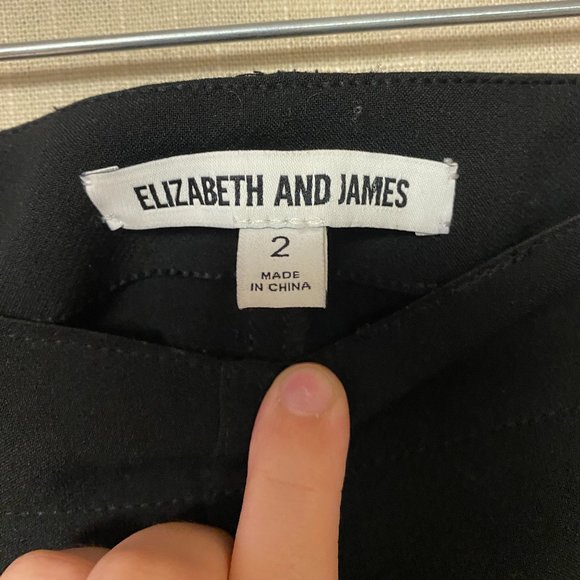 ELIZABETH AND JAMES
2
MADE
IN CHINA